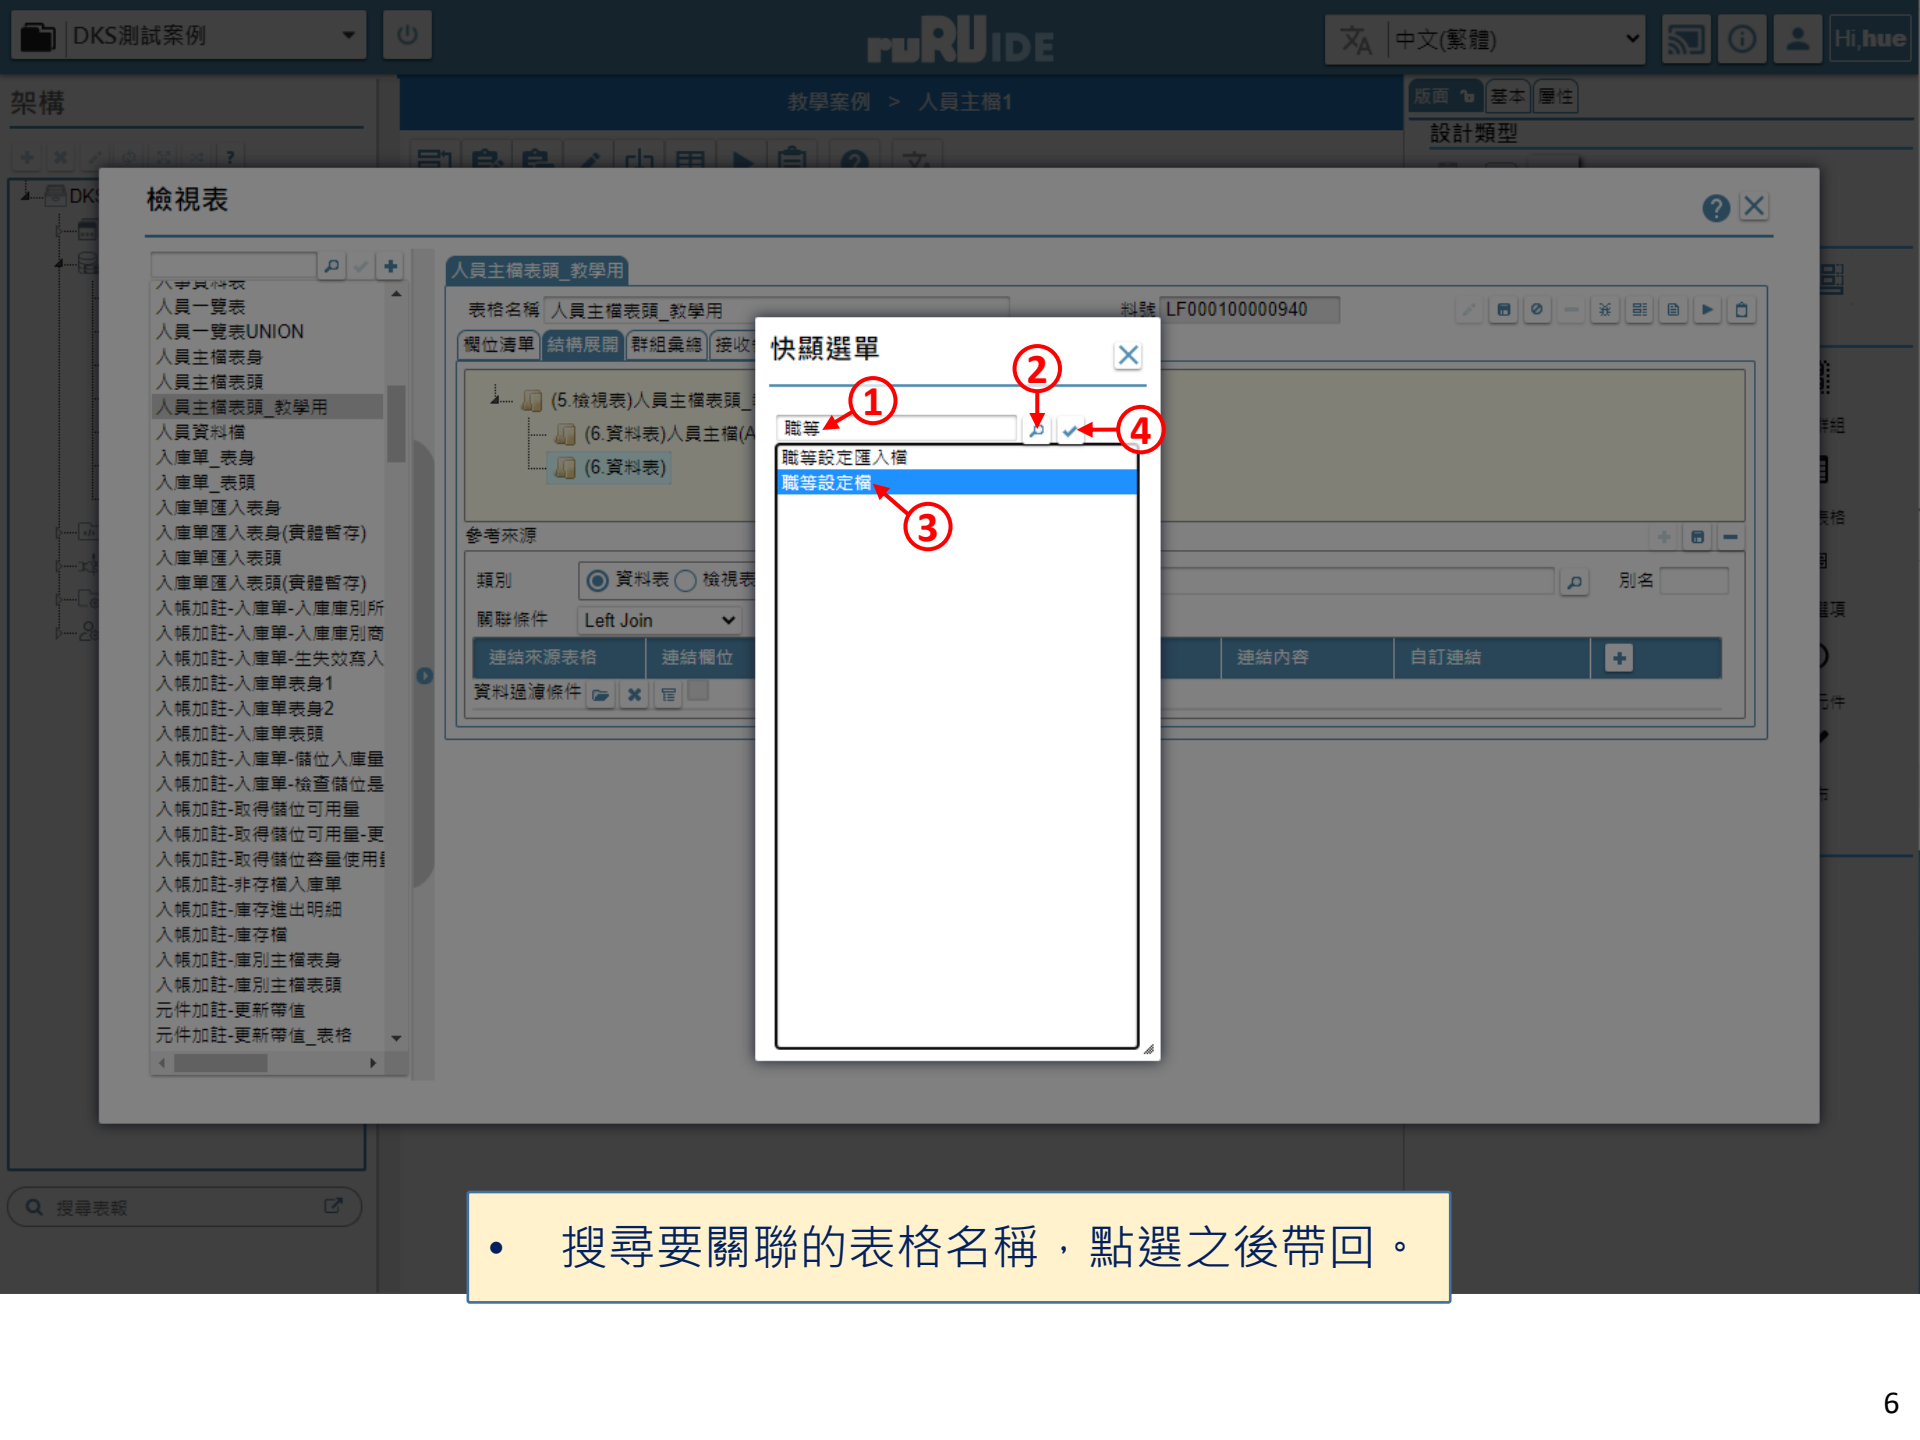 DKS測試案例
ruRU IDE
中文(繁體)
Hi,hue
架構
教學案例 > 人員主檔1
版面
基本
屬性
設計類型
檢視表
人事資料表
人員一覽表
人員一覽表UNION
人員主檔表身
人員主檔表頭
人員主檔表頭_教學用
人員資料檔
入庫單_表身
入庫單_表頭
入庫單匯入表身
入庫單匯入表身(實體暫存)
入庫單匯入表頭
入庫單匯入表頭(實體暫存)
入帳加註-入庫單-入庫庫別所
入帳加註-入庫單-入庫庫別商
入帳加註-入庫單-生失效寫入
入帳加註-入庫單表身1
入帳加註-入庫單表身2
入帳加註-入庫單表頭
入帳加註-入庫單-儲位入庫量
入帳加註-入庫單-檢查儲位是
入帳加註-取得儲位可用量
入帳加註-取得儲位可用量-更
入帳加註-取得儲位容量使用量
入帳加註-非存檔入庫單
入帳加註-庫存進出明細
入帳加註-庫存檔
入帳加註-庫別主檔表身
入帳加註-庫別主檔表頭
元件加註-更新帶值
元件加註-更新帶值_表格
人員主檔表頭_教學用
表格名稱 人員主檔表頭_教學用
料號 LF000100000940
欄位清單 結構展開 群組彙總 接收
(5.檢視表)人員主檔表頭_
(6.資料表)人員主檔(A
(6.資料表)
參考來源
類別 資料表 檢視表
別名
關聯條件 Left Join
連結來源表格 連結欄位 連結內容 自訂連結
資料過濾條件
快顯選單
職等
職等設定匯入檔
職等設定檔
1
2
3
4
搜尋表報
• 搜尋要關聯的表格名稱，點選之後帶回。
6